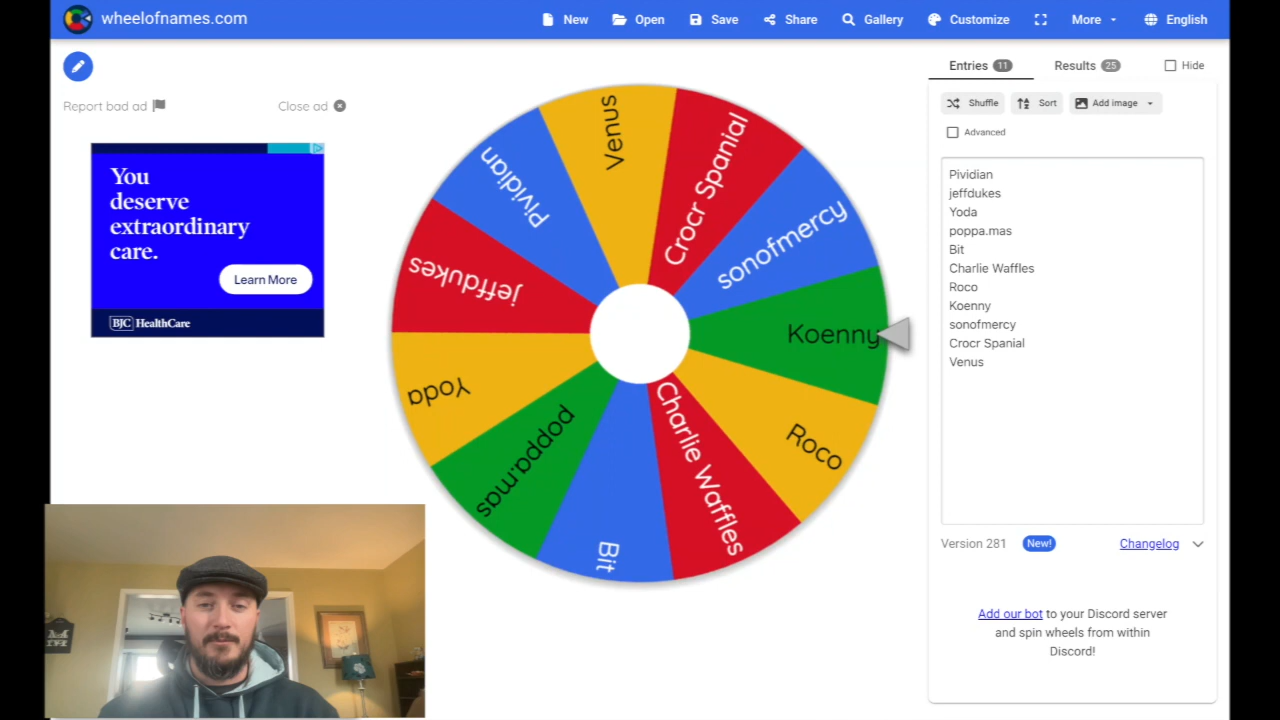 wheelofnames.com
New
Open
Save
Share
Gallery
Customize
More
English
Report bad ad
Close ad
You
deserve
extraordinary
care.
Learn More
BJC HealthCare
Venus
Crocr Spanial
sonofmercy
Koenny
Roco
Charlie Waffles
Bit
poppa.mas
Yoda
jeffdukes
Pividian
Entries 11
Results 25
Hide
Shuffle
Sort
Add image
Advanced
Pividian
jeffdukes
Yoda
poppa.mas
Bit
Charlie Waffles
Roco
Koenny
sonofmercy
Crocr Spanial
Venus
Version 281
New!
Changelog
Add our bot to your Discord server
and spin wheels from within
Discord!